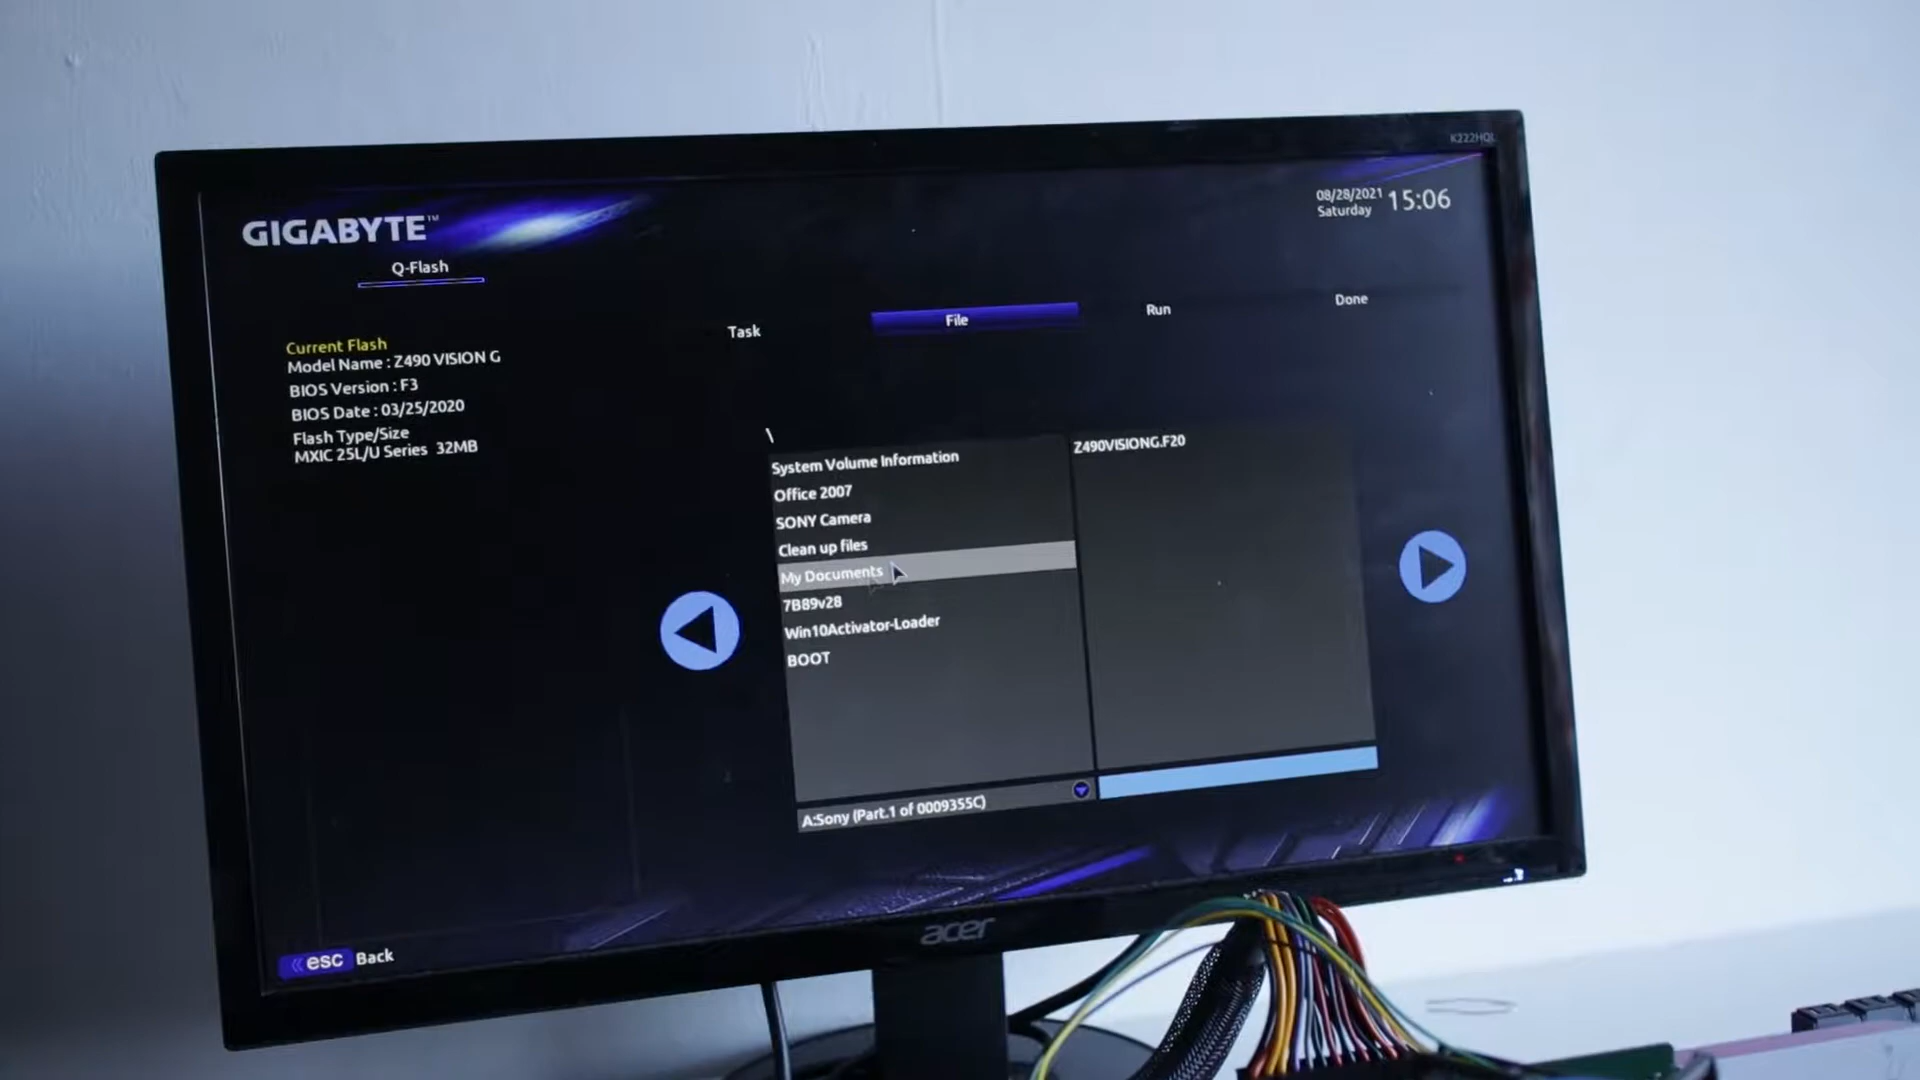 K222HQL
GIGABYTE™
08/28/2021
Saturday
15:06
Q-Flash
Task
File
Run
Done
Current Flash
Model Name : Z490 VISION G
BIOS Version : F3
BIOS Date : 03/25/2020
Flash Type/Size
MXIC 25L/U Series 32MB
\
System Volume Information
Office 2007
SONY Camera
Clean up files
My Documents
7B89v28
Win10Activator-Loader
BOOT
Z490VISIONG.F20
A:Sony (Part.1 of 0009355C)
esc Back
acer